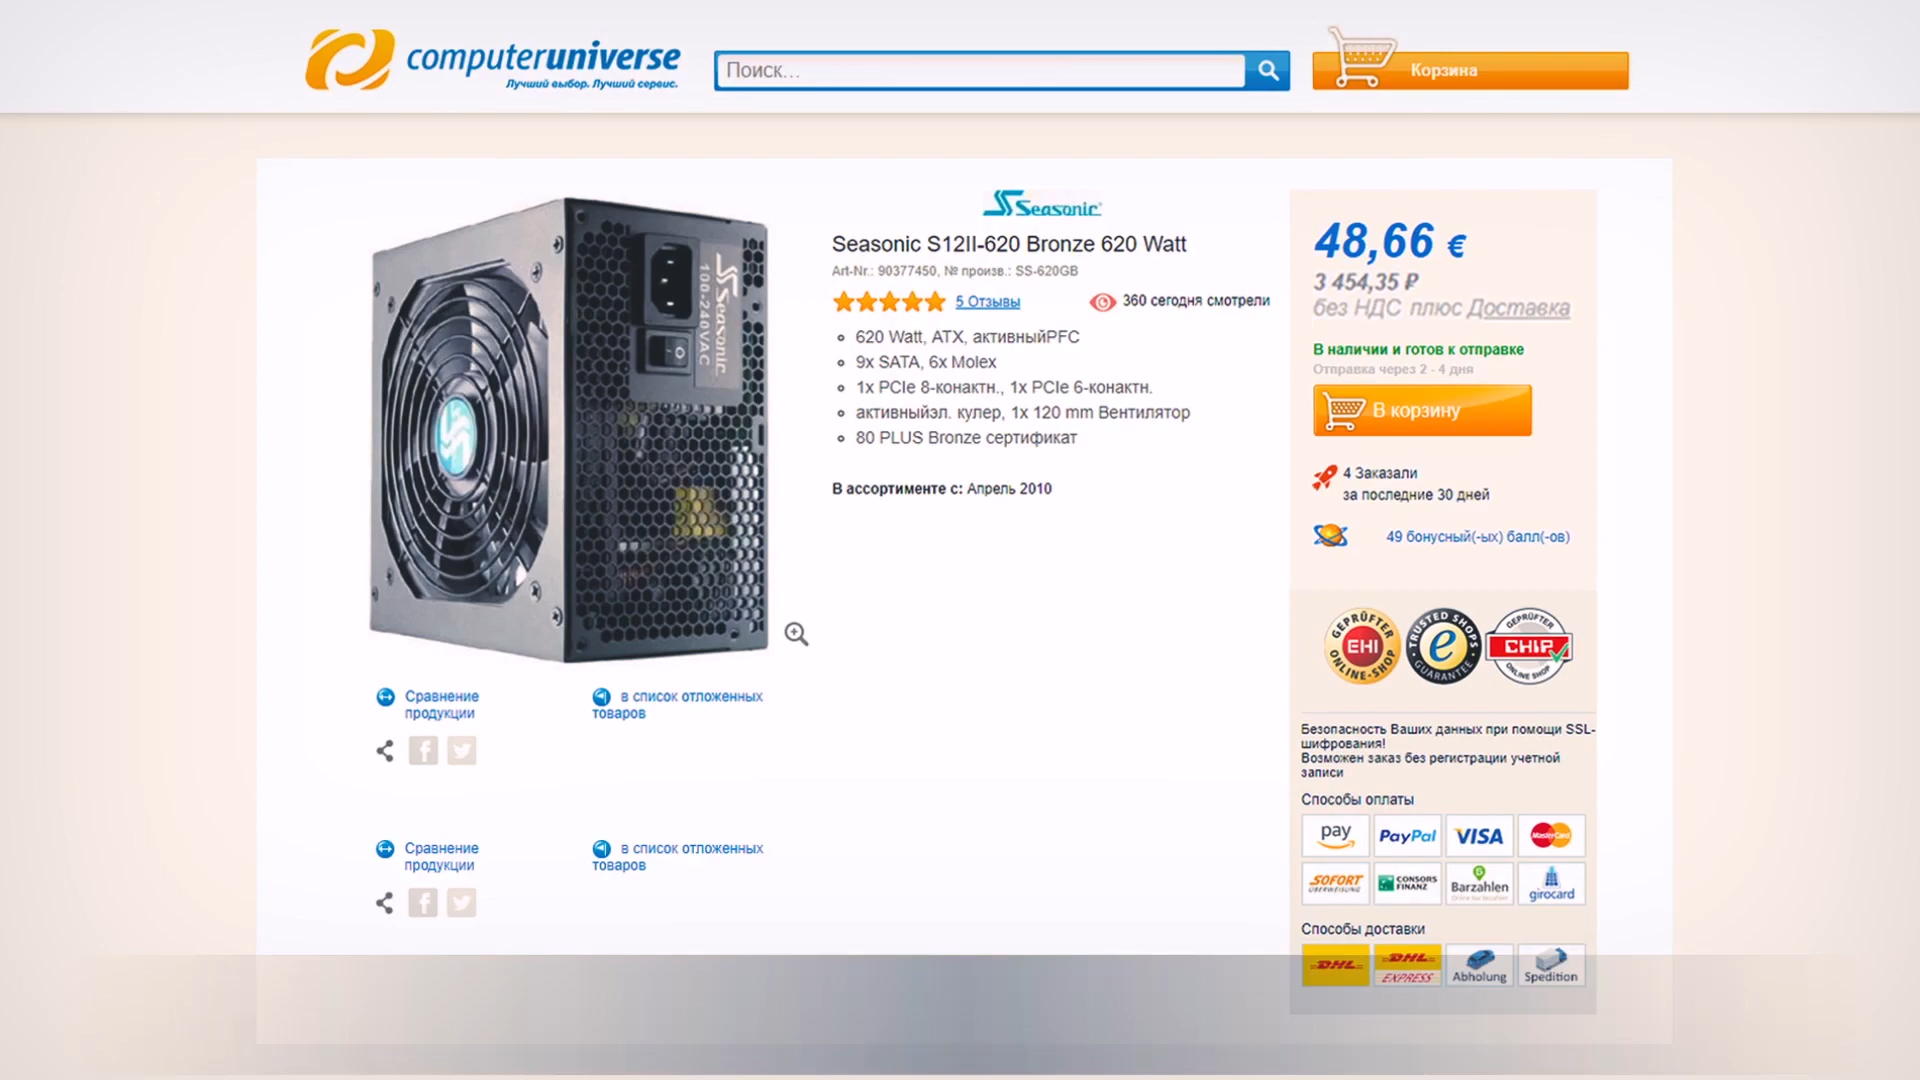 computeruniverse
Лучший выбор. Лучший сервис.
Поиск...
Корзина
Seasonic
100-240VAC
Seasonic
Seasonic S12II-620 Bronze 620 Watt
Art-Nr.: 90377450, № произв.: SS-620GB
5 Отзывы
360 сегодня смотрели
620 Watt, ATX, активныйPFC
9x SATA, 6x Molex
1x PCIe 8-конактн., 1x PCIe 6-конактн.
активныйэл. кулер, 1x 120 mm Вентилятор
80 PLUS Bronze сертификат
В ассортименте с: Апрель 2010
Сравнение
продукции
в список отложенных
товаров
Сравнение
продукции
в список отложенных
товаров
48,66 €
3 454,35 ₽
без НДС плюс Доставка
В наличии и готов к отправке
Отправка через 2 - 4 дня
В корзину
4 Заказали
за последние 30 дней
49 бонусный(-ых) балл(-ов)
GEPRÜFTER
EHI
ONLINE-SHOP
TRUSTED SHOPS
e
GUARANTEE
GEPRÜFTER
CHIP
ONLINE SHOP
Безопасность Ваших данных при помощи SSL-
шифрования!
Возможен заказ без регистрации учетной
записи
Способы оплаты
pay
PayPal
VISA
MasterCard
SOFORT
ÜBERWEISUNG
CONSORS
FINANZ
Barzahlen
girocard
Способы доставки
DHL
DHL
EXPRESS
Abholung
Spedition